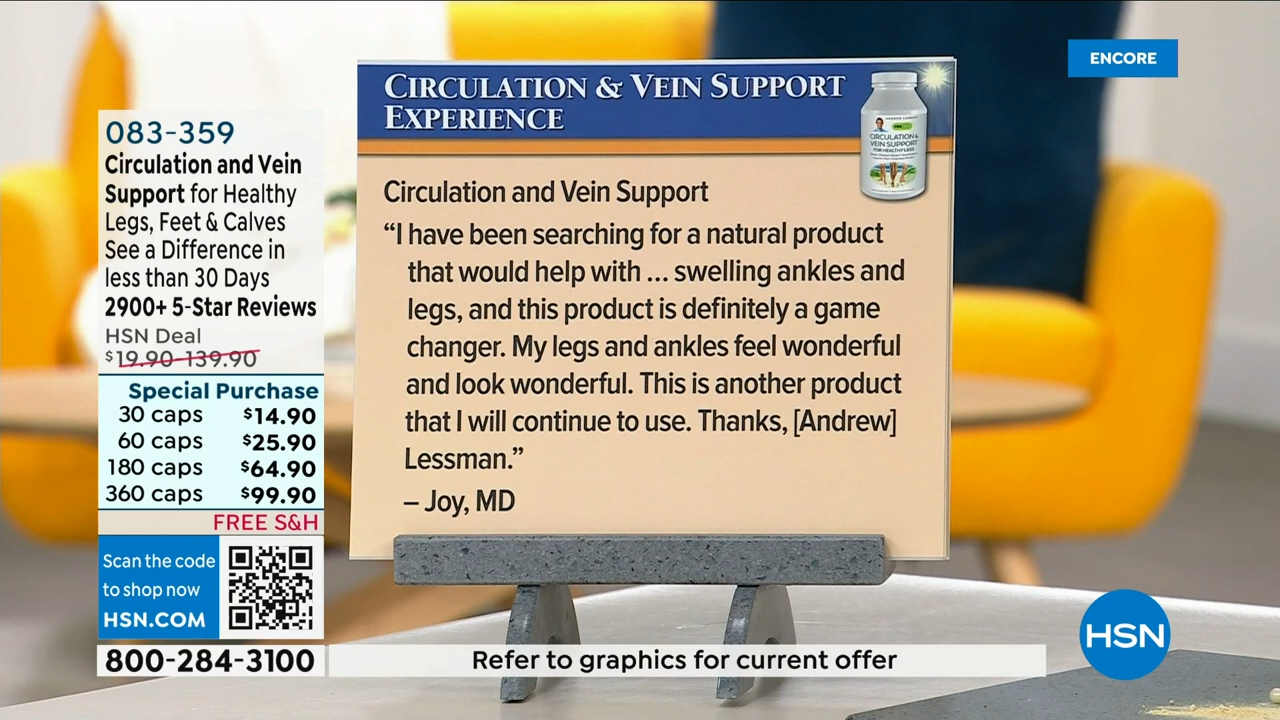 ENCORE
083-359
Circulation and Vein
Support for Healthy
Legs, Feet & Calves
See a Difference in
less than 30 Days
2900+ 5-Star Reviews
HSN Deal
$19.90-139.90
Special Purchase
30 caps $14.90
60 caps $25.90
180 caps $64.90
360 caps $99.90
FREE S&H
Scan the code
to shop now
HSN.COM
800-284-3100
Refer to graphics for current offer
HSN
CIRCULATION & VEIN SUPPORT
EXPERIENCE
CIRCULATION &
VEIN SUPPORT
FOR HEALTHY LEGS
Circulation and Vein Support
“I have been searching for a natural product
that would help with ... swelling ankles and
legs, and this product is definitely a game
changer. My legs and ankles feel wonderful
and look wonderful. This is another product
that I will continue to use. Thanks, [Andrew]
Lessman.”
– Joy, MD